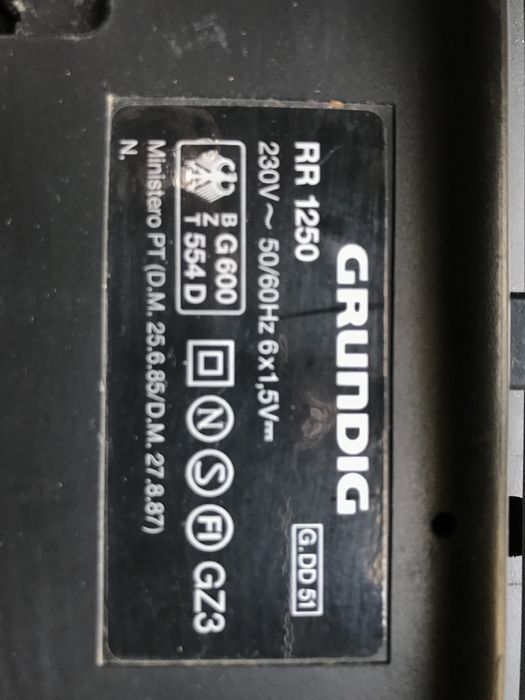 GRUNDIG
RR 1250 G.DD 51
230V~ 50/60Hz 6x1,5V⎓
BZT G 600 554 D N S FI GZ3
Ministero PT (D.M. 25.6.85/D.M. 27.8.87)
N.